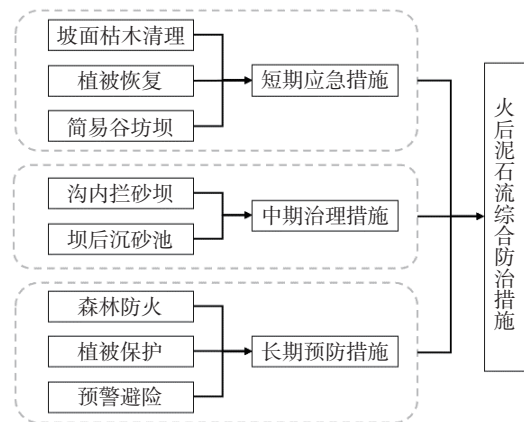 坡面枯木清理
植被恢复
简易谷坊坝
短期应急措施
沟内拦砂坝
坝后沉砂池
中期治理措施
森林防火
植被保护
预警避险
长期预防措施
火后泥石流综合防治措施